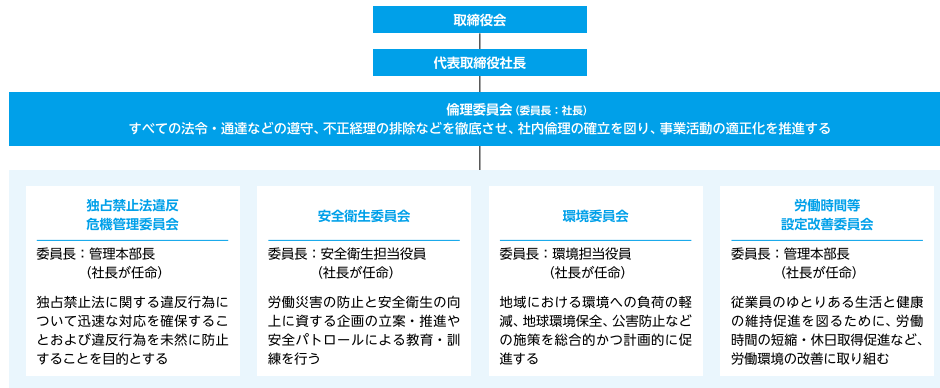 取締役会
代表取締役社長
倫理委員会（委員長：社長）
すべての法令・通達などの遵守、不正経理の排除などを徹底させ、社内倫理の確立を図り、事業活動の適正化を推進する
独占禁止法違反
危機管理委員会
委員長：管理本部長
（社長が任命）
独占禁止法に関する違反行為に
ついて迅速な対応を確保するこ
とおよび違反行為を未然に防止
することを目的とする
安全衛生委員会
委員長：安全衛生担当役員
（社長が任命）
労働災害の防止と安全衛生の向
上に資する企画の立案・推進や
安全パトロールによる教育・訓
練を行う
環境委員会
委員長：環境担当役員
（社長が任命）
地域における環境への負荷の軽
減、地球環境保全、公害防止など
の施策を総合的かつ計画的に促
進する
労働時間等
設定改善委員会
委員長：管理本部長
（社長が任命）
従業員のゆとりある生活と健康
の維持促進を図るために、労働
時間の短縮・休日取得促進など、
労働環境の改善に取り組む